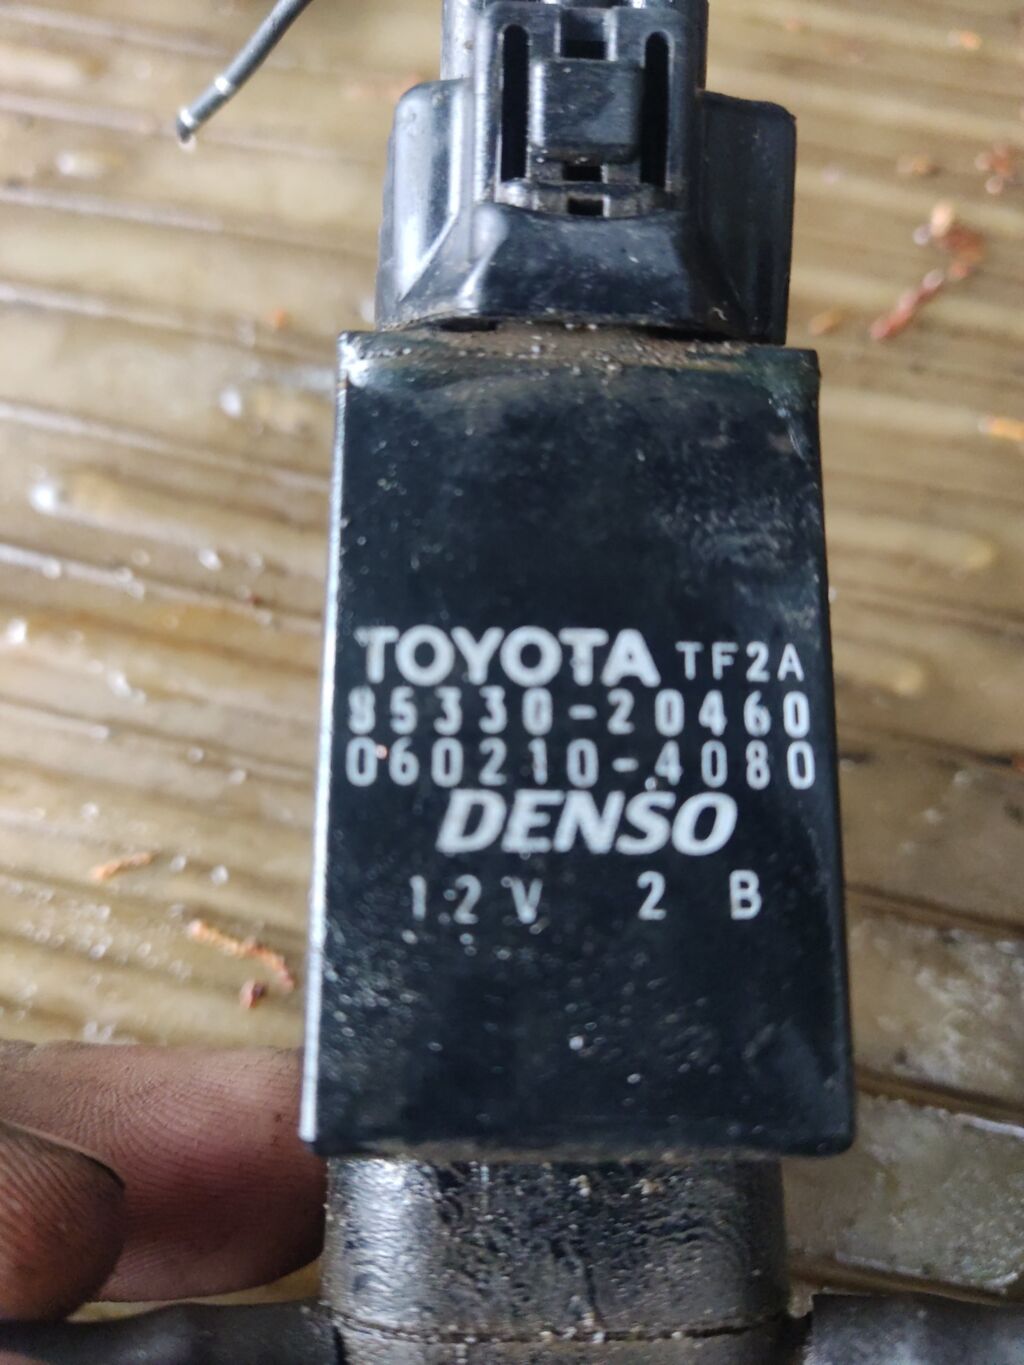 TOYOTA TF2A
85330-20460
060210-4080
DENSO
12V 2 B